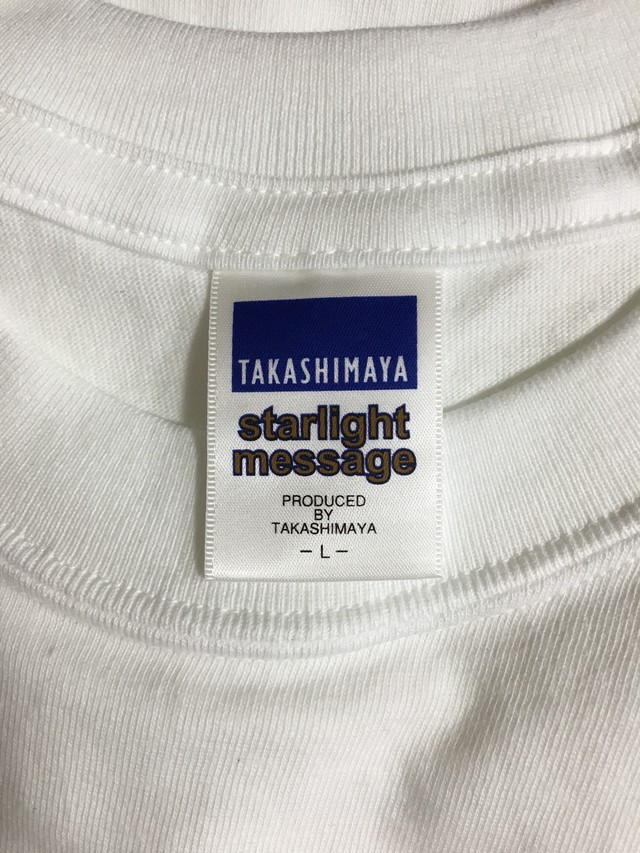 TAKASHIMAYA
starlight
message
PRODUCED
BY
TAKASHIMAYA
- L -